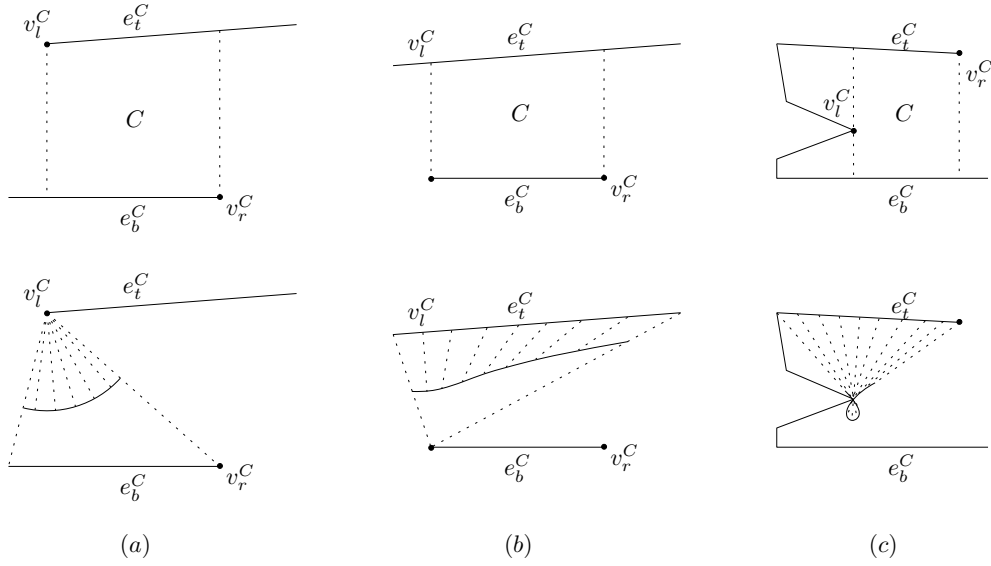 v_l^C e_t^C
C
e_b^C v_r^C
v_l^C e_t^C
C
e_b^C v_r^C
e_t^C
v_r^C
v_l^C C
e_b^C
v_l^C e_t^C
e_b^C v_r^C
v_l^C e_t^C
e_b^C v_r^C
e_t^C
e_b^C
(a) (b) (c)